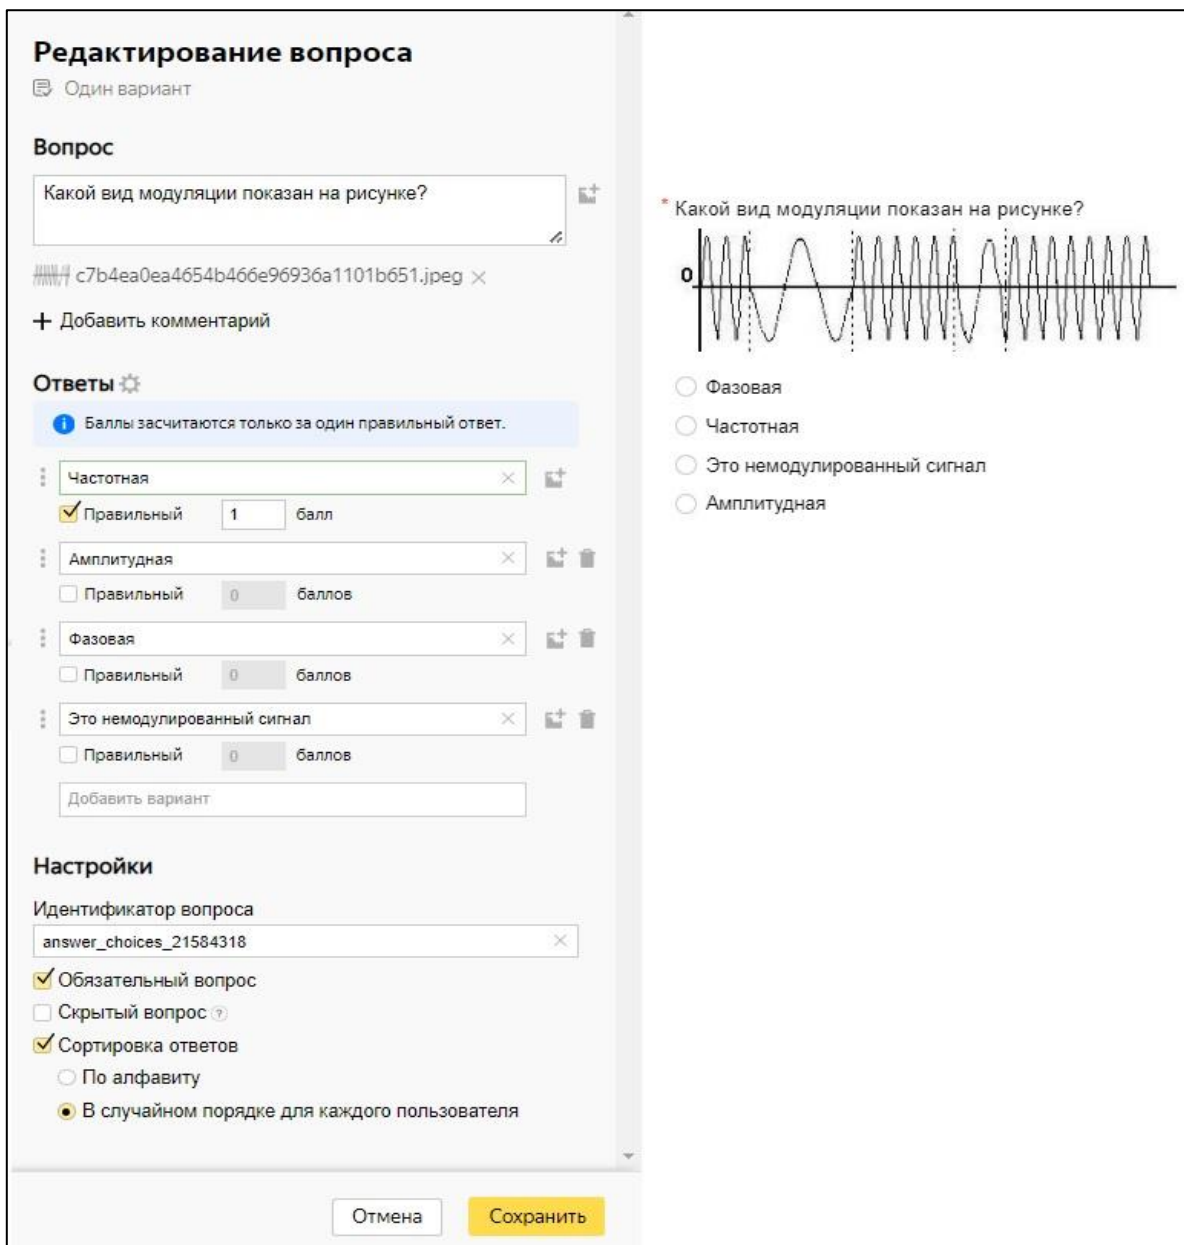 Редактирование вопроса
Один вариант
Вопрос
Какой вид модуляции показан на рисунке?
c7b4ea0ea4654b466e96936a1101b651.jpeg
Добавить комментарий
Ответы
Баллы засчитаются только за один правильный ответ.
Частотная
Правильный 1 балл
Амплитудная
Правильный 0 баллов
Фазовая
Правильный 0 баллов
Это немодулированный сигнал
Правильный 0 баллов
Добавить вариант
Настройки
Идентификатор вопроса
answer_choices_21584318
Обязательный вопрос
Скрытый вопрос ?
Сортировка ответов
По алфавиту
В случайном порядке для каждого пользователя
Отмена Сохранить
* Какой вид модуляции показан на рисунке?
0
Фазовая
Частотная
Это немодулированный сигнал
Амплитудная